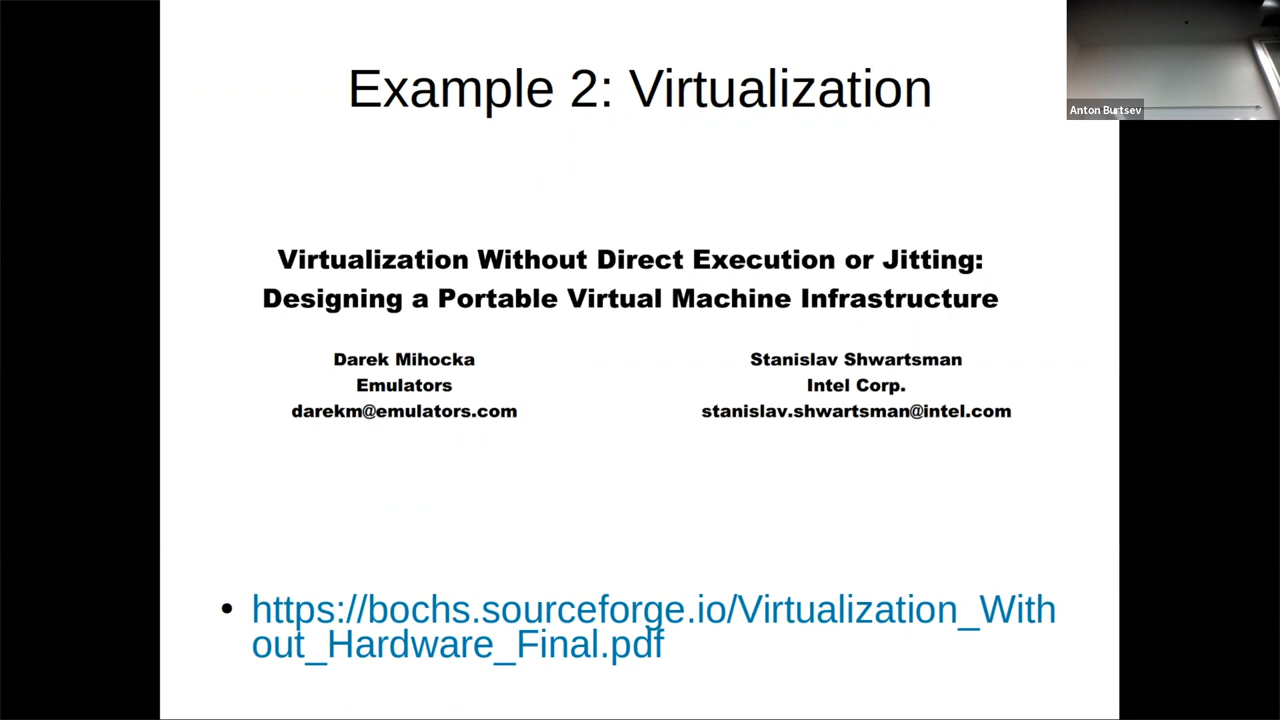 Example 2: Virtualization
Anton Burtsev
Virtualization Without Direct Execution or Jitting:
Designing a Portable Virtual Machine Infrastructure
Darek Mihocka
Emulators
darekm@emulators.com
Stanislav Shwartsman
Intel Corp.
stanislav.shwartsman@intel.com
• https://bochs.sourceforge.io/Virtualization_With
out_Hardware_Final.pdf